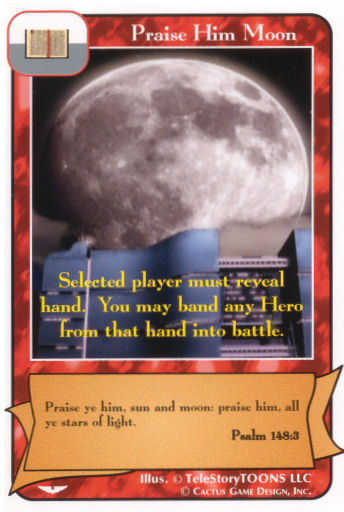 Praise Him Moon
Selected player must reveal
hand. You may band any Hero
from that hand into battle.
Praise ye him, sun and moon: praise him, all
ye stars of light.
Psalm 148:3
Illus. © TeleStoryTOONS LLC
© Cactus Game Design, Inc.